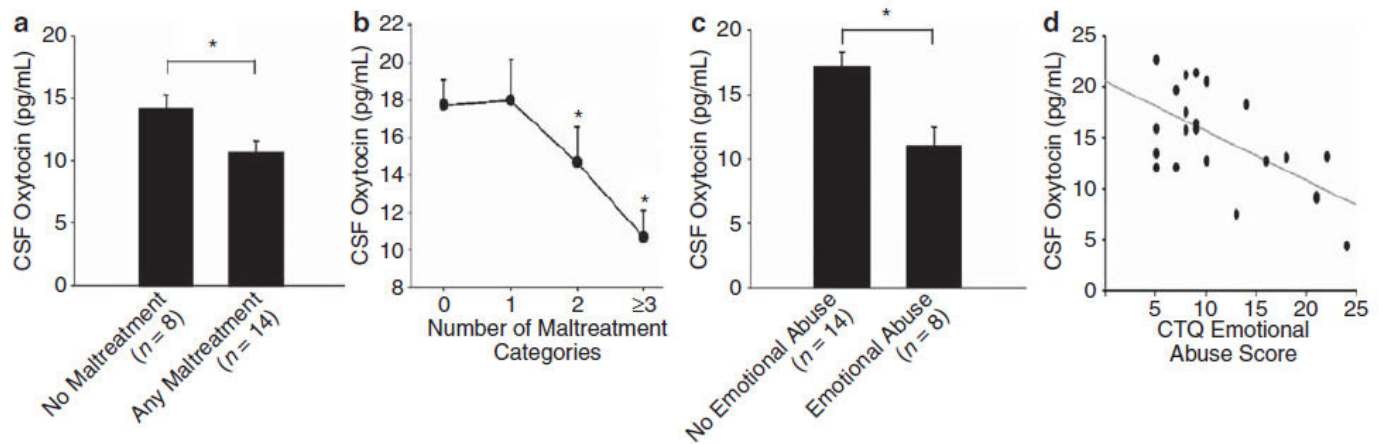 a
*
CSF Oxytocin (pg/mL)
20
15
10
5
0
No Maltreatment
(n = 8)
Any Maltreatment
(n = 14)
b
CSF Oxytocin (pg/mL)
22
20
18
16
14
12
10
8
*
*
0 1 2 ≥3
Number of Maltreatment
Categories
c
*
CSF Oxytocin (pg/mL)
20
15
10
5
0
No Emotional Abuse
(n = 14)
Emotional Abuse
(n = 8)
d
CSF Oxytocin (pg/mL)
25
20
15
10
5
0
5 10 15 20 25
CTQ Emotional
Abuse Score